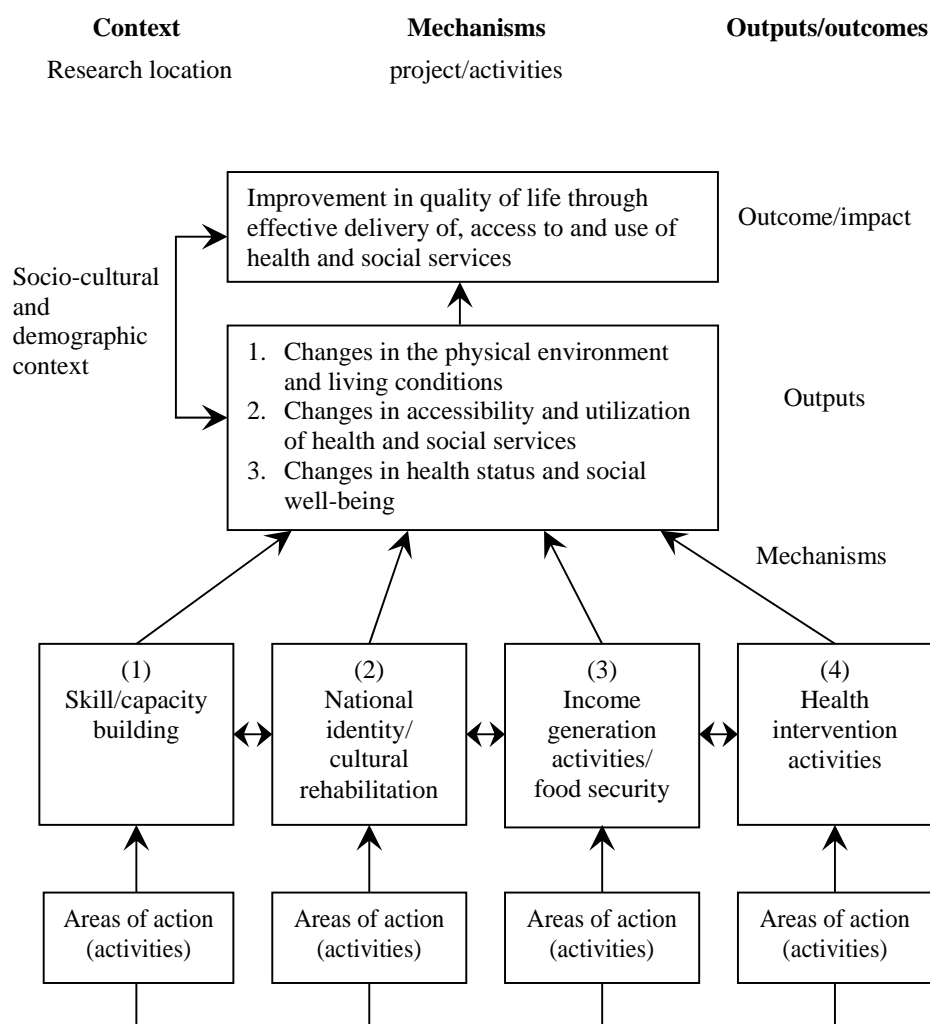 Context Mechanisms Outputs/outcomes
Research location project/activities
Improvement in quality of life through
effective delivery of, access to and use of
health and social services
Outcome/impact
Socio-cultural
and
demographic
context
1. Changes in the physical environment
and living conditions
2. Changes in accessibility and utilization
of health and social services
3. Changes in health status and social
well-being
Outputs
Mechanisms
(1)
Skill/capacity
building
(2)
National
identity/
cultural
rehabilitation
(3)
Income
generation
activities/
food security
(4)
Health
intervention
activities
Areas of action
(activities)
Areas of action
(activities)
Areas of action
(activities)
Areas of action
(activities)